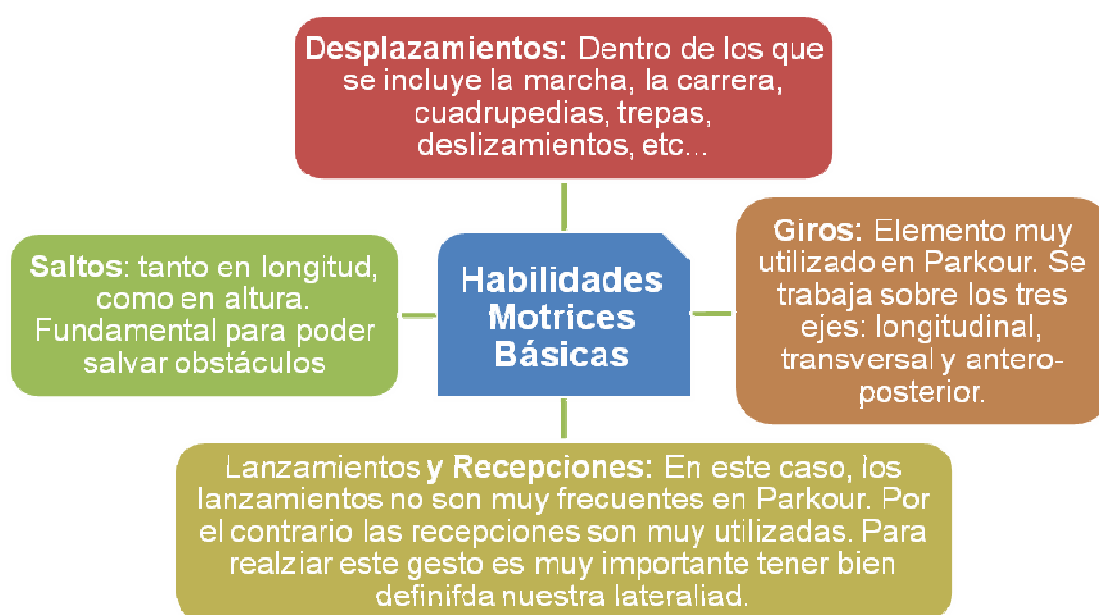 Desplazamientos: Dentro de los que
se incluye la marcha, la carrera,
cuadrupedias, trepas,
deslizamientos, etc...
Saltos: tanto en longitud,
como en altura.
Fundamental para poder
salvar obstáculos
Habilidades
Motrices
Básicas
Giros: Elemento muy
utilizado en Parkour. Se
trabaja sobre los tres
ejes: longitudinal,
transversal y antero-
posterior.
Lanzamientos y Recepciones: En este caso, los
lanzamientos no son muy frecuentes en Parkour. Por
el contrario las recepciones son muy utilizadas. Para
realziar este gesto es muy importante tener bien
definifda nuestra lateraliad.